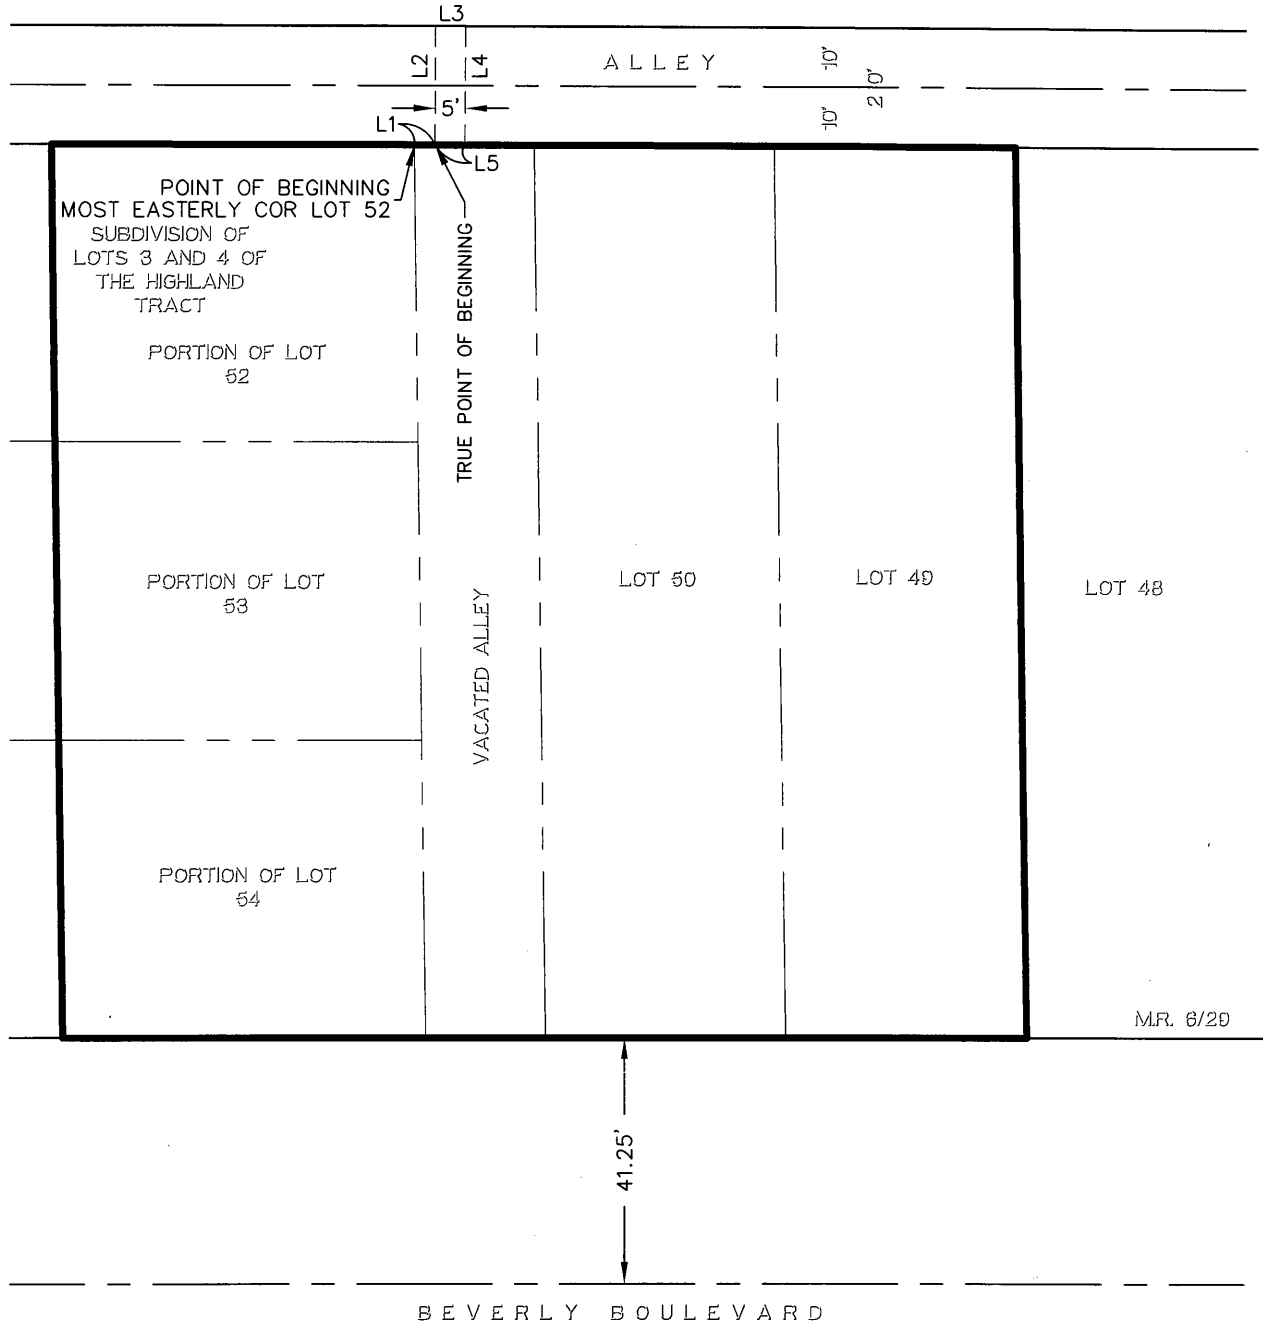 L3
L2
L4
ALLEY
10'
20'
10'
5'
L1
L5
POINT OF BEGINNING
MOST EASTERLY COR LOT 52
SUBDIVISION OF
LOTS 3 AND 4 OF
THE HIGHLAND
TRACT
TRUE POINT OF BEGINNING
PORTION OF LOT
52
PORTION OF LOT
53
VACATED ALLEY
LOT 50
LOT 49
LOT 48
PORTION OF LOT
54
M.R. 6/29
41.25'
BEVERLY BOULEVARD